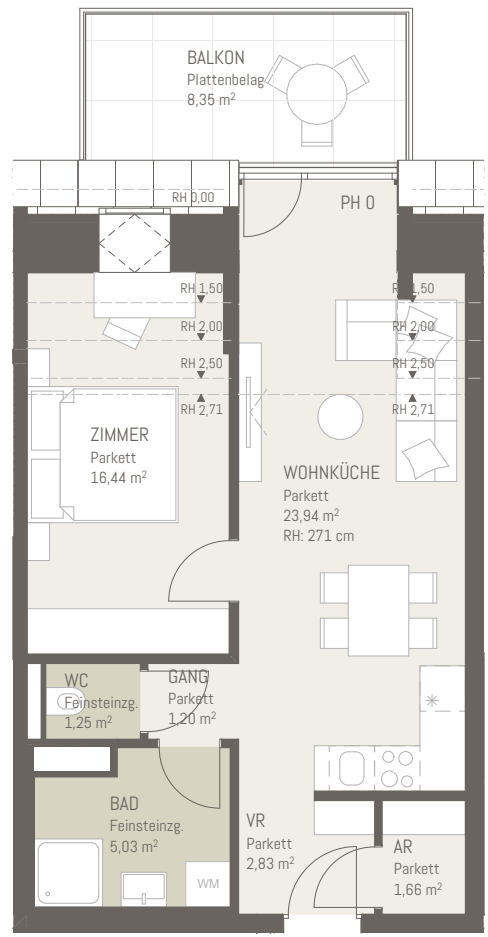 BALKON
Plattenbelag
8,35 m²
RH 0,00
PH 0
RH 1,50
RH 1,50
RH 2,00
RH 2,00
RH 2,50
RH 2,50
RH 2,71
RH 2,71
ZIMMER
Parkett
16,44 m²
WOHNKÜCHE
Parkett
23,94 m²
RH: 271 cm
WC
Feinsteinzg.
1,25 m²
GANG
Parkett
1,20 m²
BAD
Feinsteinzg.
5,03 m²
WM
VR
Parkett
2,83 m²
AR
Parkett
1,66 m²